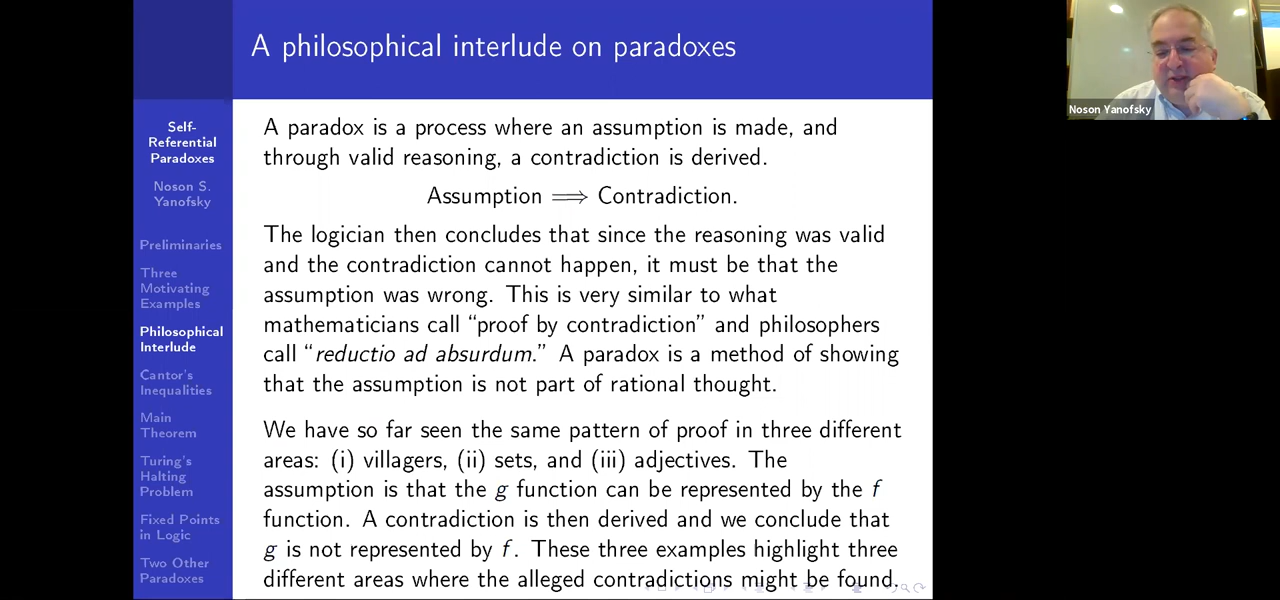 A philosophical interlude on paradoxes
Self-
Referential
Paradoxes
Noson S.
Yanofsky
Preliminaries
Three
Motivating
Examples
Philosophical
Interlude
Cantor's
Inequalities
Main
Theorem
Turing's
Halting
Problem
Fixed Points
in Logic
Two Other
Paradoxes
A paradox is a process where an assumption is made, and
through valid reasoning, a contradiction is derived.
Assumption ⟹ Contradiction.
The logician then concludes that since the reasoning was valid
and the contradiction cannot happen, it must be that the
assumption was wrong. This is very similar to what
mathematicians call “proof by contradiction” and philosophers
call “reductio ad absurdum.” A paradox is a method of showing
that the assumption is not part of rational thought.
We have so far seen the same pattern of proof in three different
areas: (i) villagers, (ii) sets, and (iii) adjectives. The
assumption is that the g function can be represented by the f
function. A contradiction is then derived and we conclude that
g is not represented by f. These three examples highlight three
different areas where the alleged contradictions might be found.
Noson Yanofsky